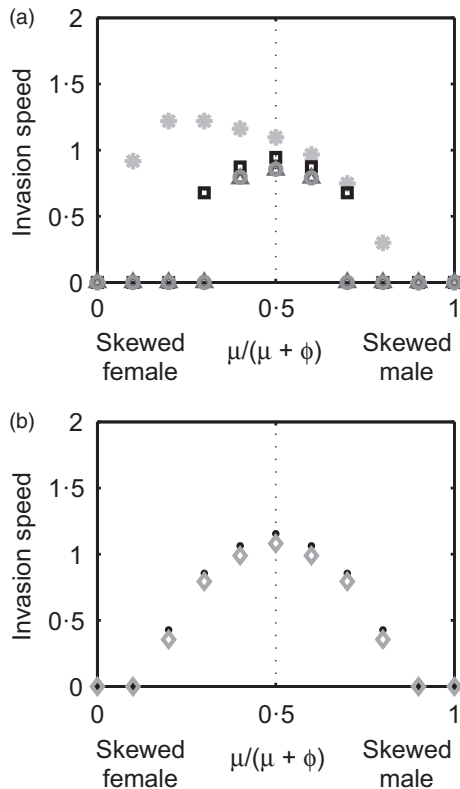 (a)
2
1·5
1
0·5
0
Invasion speed
0 0·5 1
Skewed female μ/(μ + ϕ) Skewed male
(b)
2
1·5
1
0·5
0
Invasion speed
0 0·5 1
Skewed female μ/(μ + ϕ) Skewed male